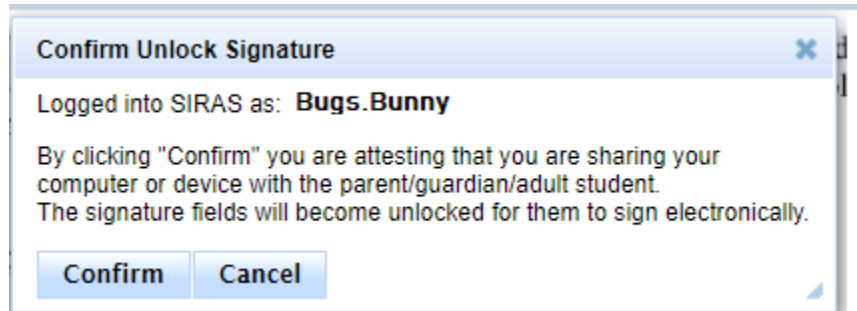 Confirm Unlock Signature
Logged into SIRAS as: Bugs.Bunny
By clicking "Confirm" you are attesting that you are sharing your
computer or device with the parent/guardian/adult student.
The signature fields will become unlocked for them to sign electronically.
Confirm Cancel